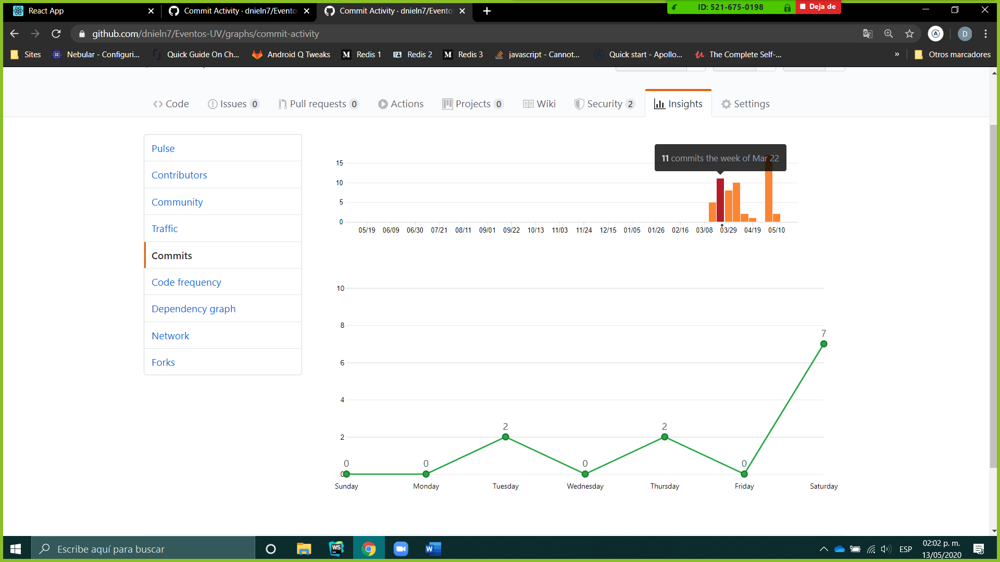 React App
Commit Activity · dnieln7/Evento
Commit Activity · dnieln7/Evento
ID: 521-675-0198
Deja de
github.com/dnieln7/Eventos-UV/graphs/commit-activity
D
Sites
Nebular - Configuri...
Quick Guide On Ch...
Android Q Tweaks
Redis 1
Redis 2
Redis 3
javascript - Cannot...
Quick start - Apollo...
The Complete Self-...
»
Otros marcadores
Code
Issues 0
Pull requests 0
Actions
Projects 0
Wiki
Security 2
Insights
Settings
Pulse
Contributors
Community
Traffic
Commits
Code frequency
Dependency graph
Network
Forks
11 commits the week of Mar 22
15
10
5
0
05/19 06/09 06/30 07/21 08/11 09/01 09/22 10/13 11/03 11/24 12/15 01/05 01/26 02/16 03/08 03/29 04/19 05/10
10
8
6
4
2
0
0 0 2 0 2 0 7
Sunday Monday Tuesday Wednesday Thursday Friday Saturday
Escribe aquí para buscar
WS
W
ESP
02:02 p. m.
13/05/2020